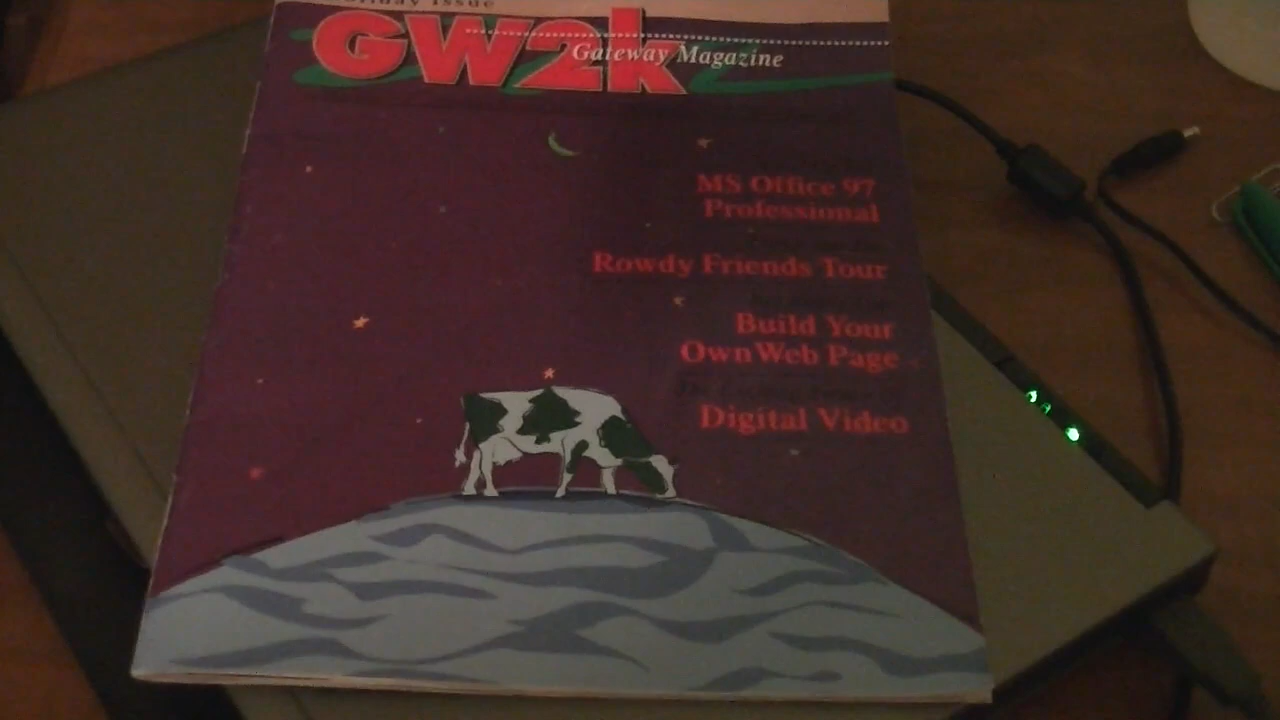 Holiday Issue
GW2k
Gateway Magazine
MS Office 97
Professional
Rowdy Friends Tour
Build Your
Own Web Page
Digital Video